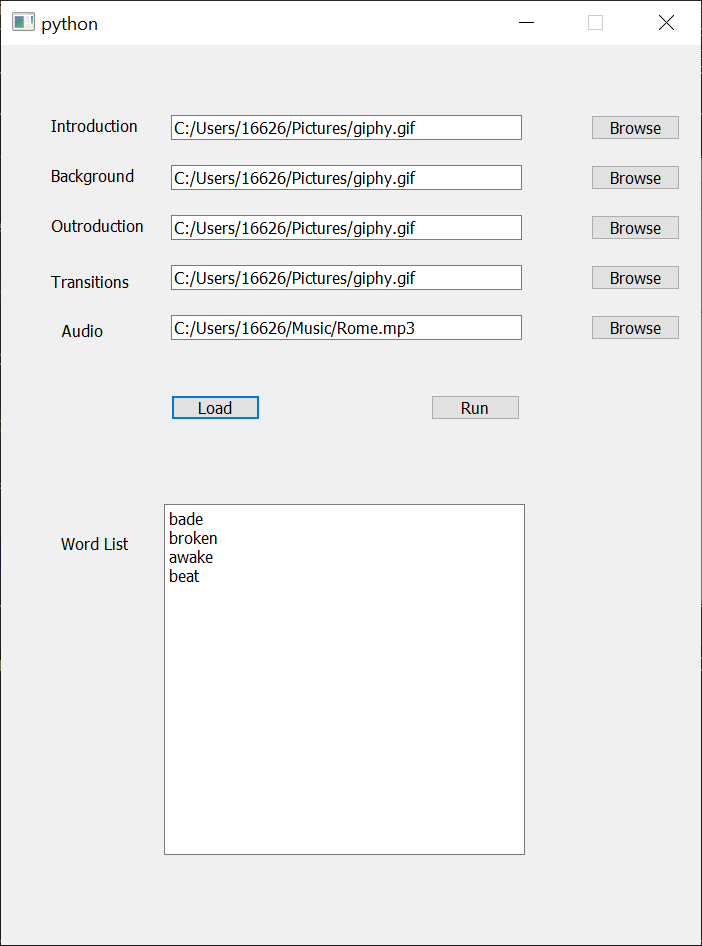 python
Introduction C:/Users/16626/Pictures/giphy.gif Browse
Background C:/Users/16626/Pictures/giphy.gif Browse
Outroduction C:/Users/16626/Pictures/giphy.gif Browse
Transitions C:/Users/16626/Pictures/giphy.gif Browse
Audio C:/Users/16626/Music/Rome.mp3 Browse
Load Run
Word List
bade
broken
awake
beat